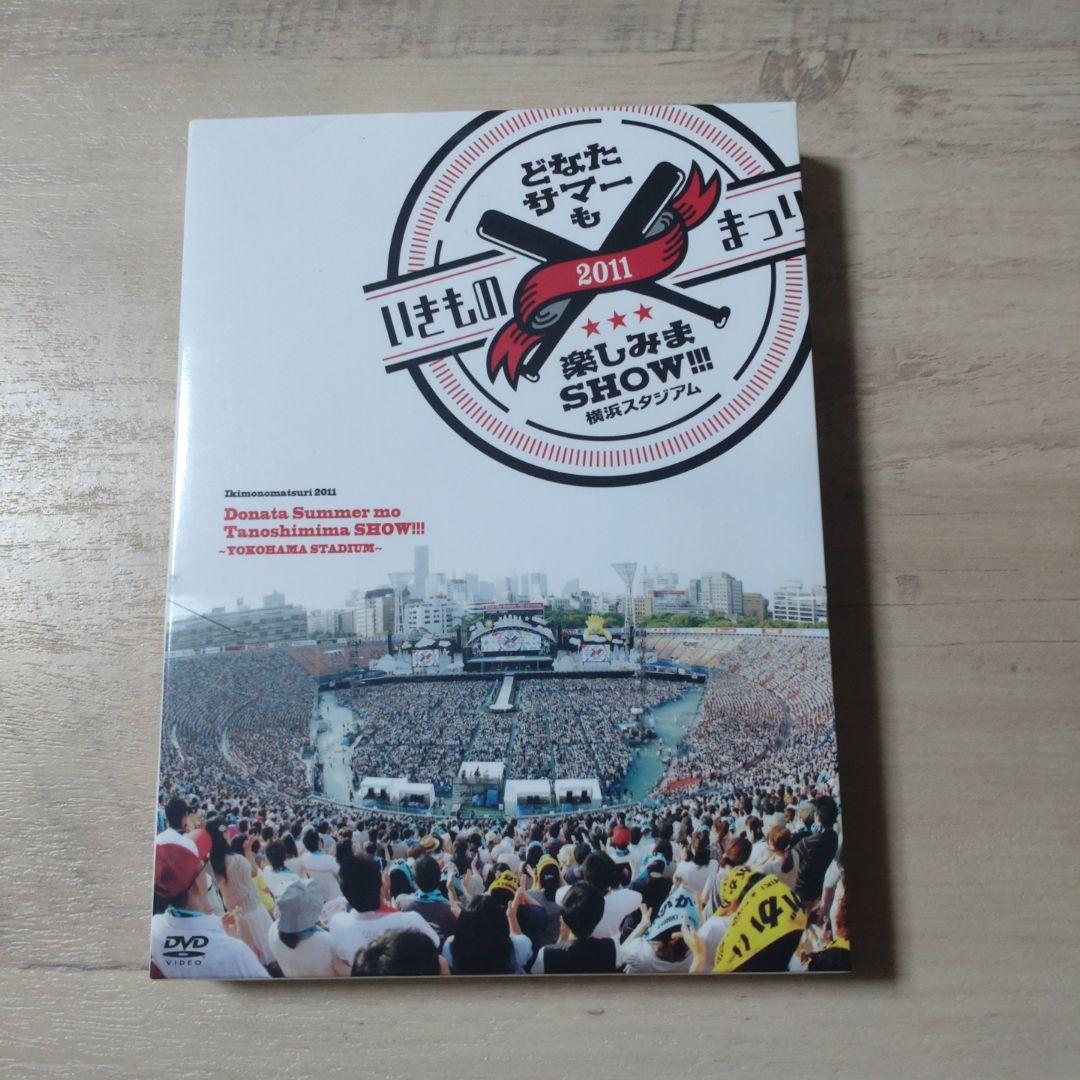 どなた
サマー
も
いきもの
まつり
2011
楽しみま
SHOW!!!
横浜スタジアム
Ikimonomatsuri 2011
Donata Summer mo
Tanoshimima SHOW!!!
~YOKOHAMA STADIUM~
DVD
VIDEO